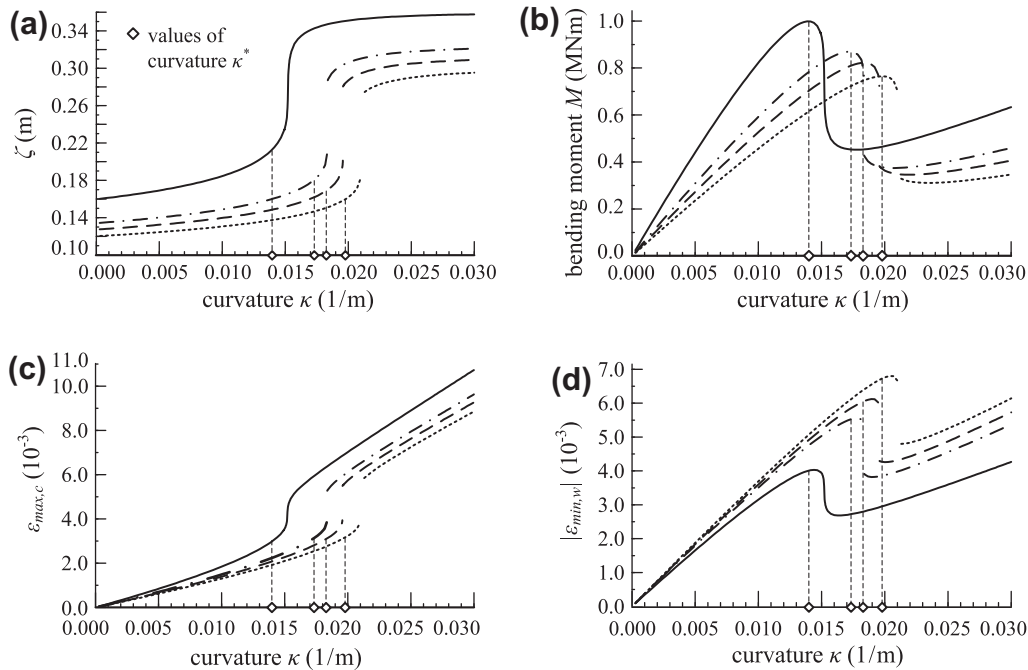 (a)
values of
curvature κ*
0.34
0.30
0.26
0.22
0.18
0.14
0.10
ζ (m)
0.000 0.005 0.010 0.015 0.020 0.025 0.030
curvature κ (1/m)
(b)
1.0
0.8
0.6
0.4
0.2
0.0
bending moment M (MNm)
0.000 0.005 0.010 0.015 0.020 0.025 0.030
curvature κ (1/m)
(c)
11.0
10.0
8.0
6.0
4.0
2.0
0.0
ε_max,c (10⁻³)
0.000 0.005 0.010 0.015 0.020 0.025 0.030
curvature κ (1/m)
(d)
7.0
6.0
5.0
4.0
3.0
2.0
1.0
0.0
|ε_min,w| (10⁻³)
0.000 0.005 0.010 0.015 0.020 0.025 0.030
curvature κ (1/m)